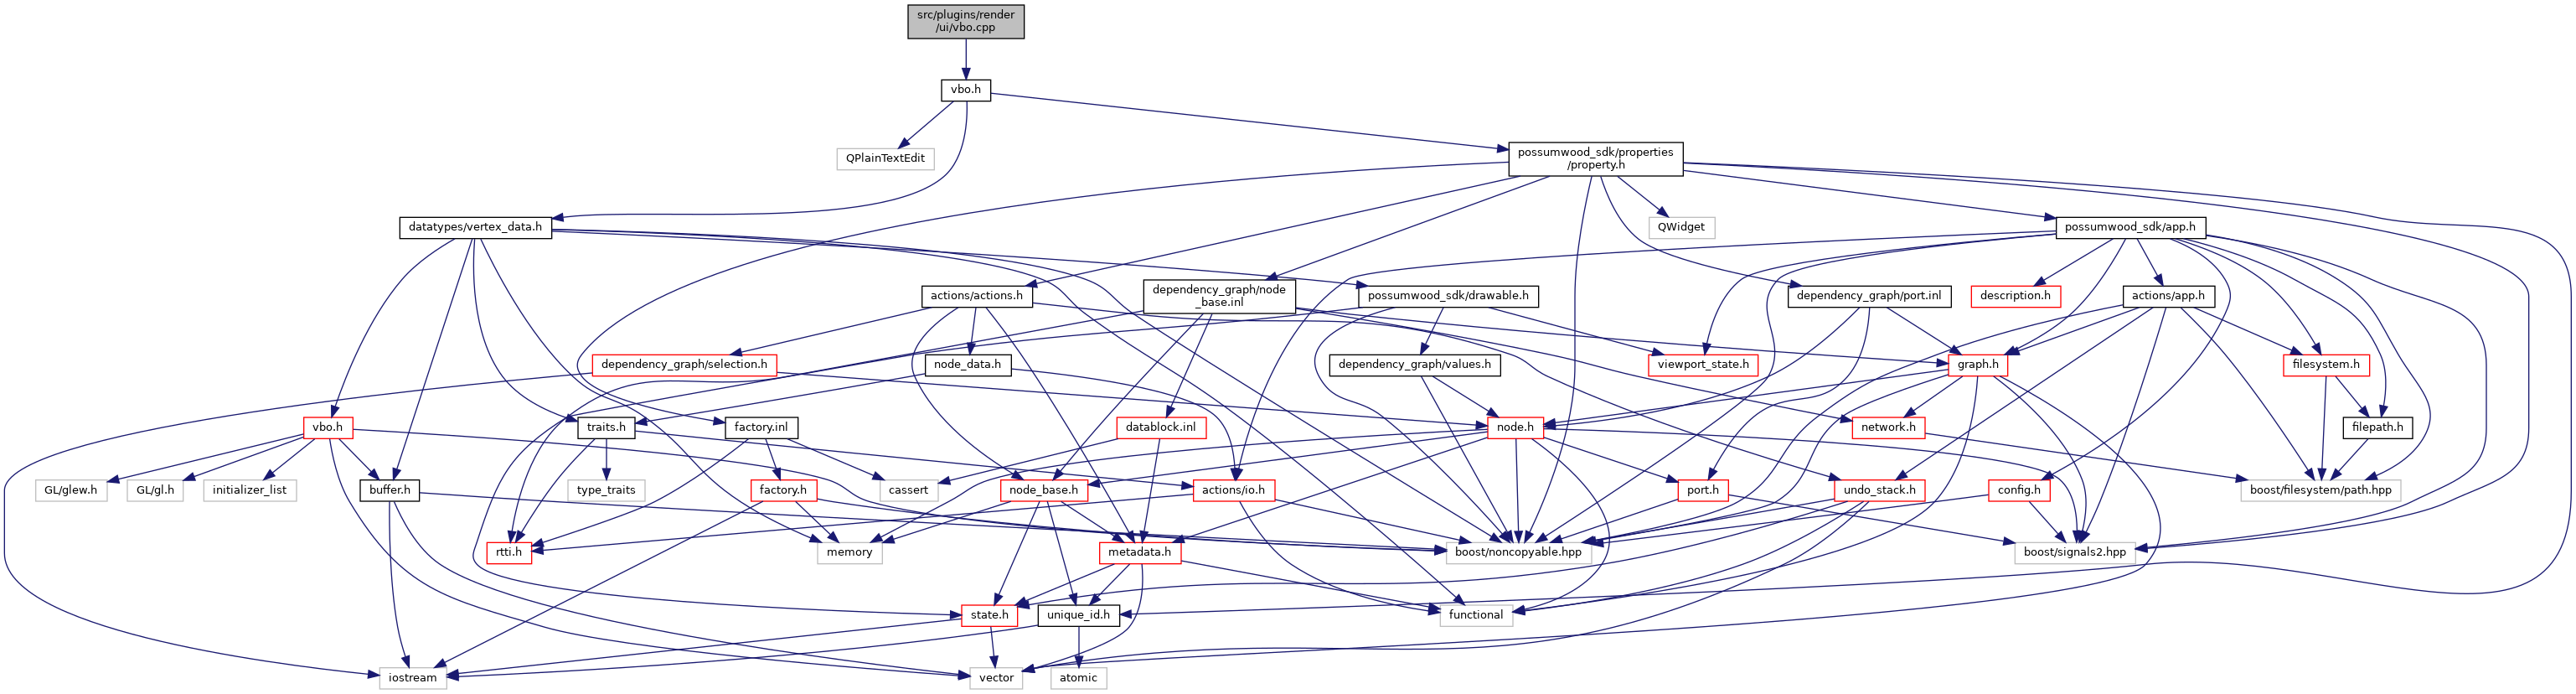 src/plugins/render
/ui/vbo.cpp
vbo.h
QPlainTextEdit
possumwood_sdk/properties
/property.h
datatypes/vertex_data.h
QWidget
possumwood_sdk/app.h
actions/actions.h
dependency_graph/node
_base.inl
possumwood_sdk/drawable.h
dependency_graph/port.inl
description.h
actions/app.h
dependency_graph/selection.h
node_data.h
dependency_graph/values.h
viewport_state.h
graph.h
filesystem.h
vbo.h
traits.h
factory.inl
datablock.inl
node.h
network.h
filepath.h
GL/glew.h
GL/gl.h
initializer_list
buffer.h
type_traits
factory.h
cassert
node_base.h
actions/io.h
port.h
undo_stack.h
config.h
boost/filesystem/path.hpp
rtti.h
memory
metadata.h
boost/noncopyable.hpp
boost/signals2.hpp
state.h
unique_id.h
functional
iostream
vector
atomic